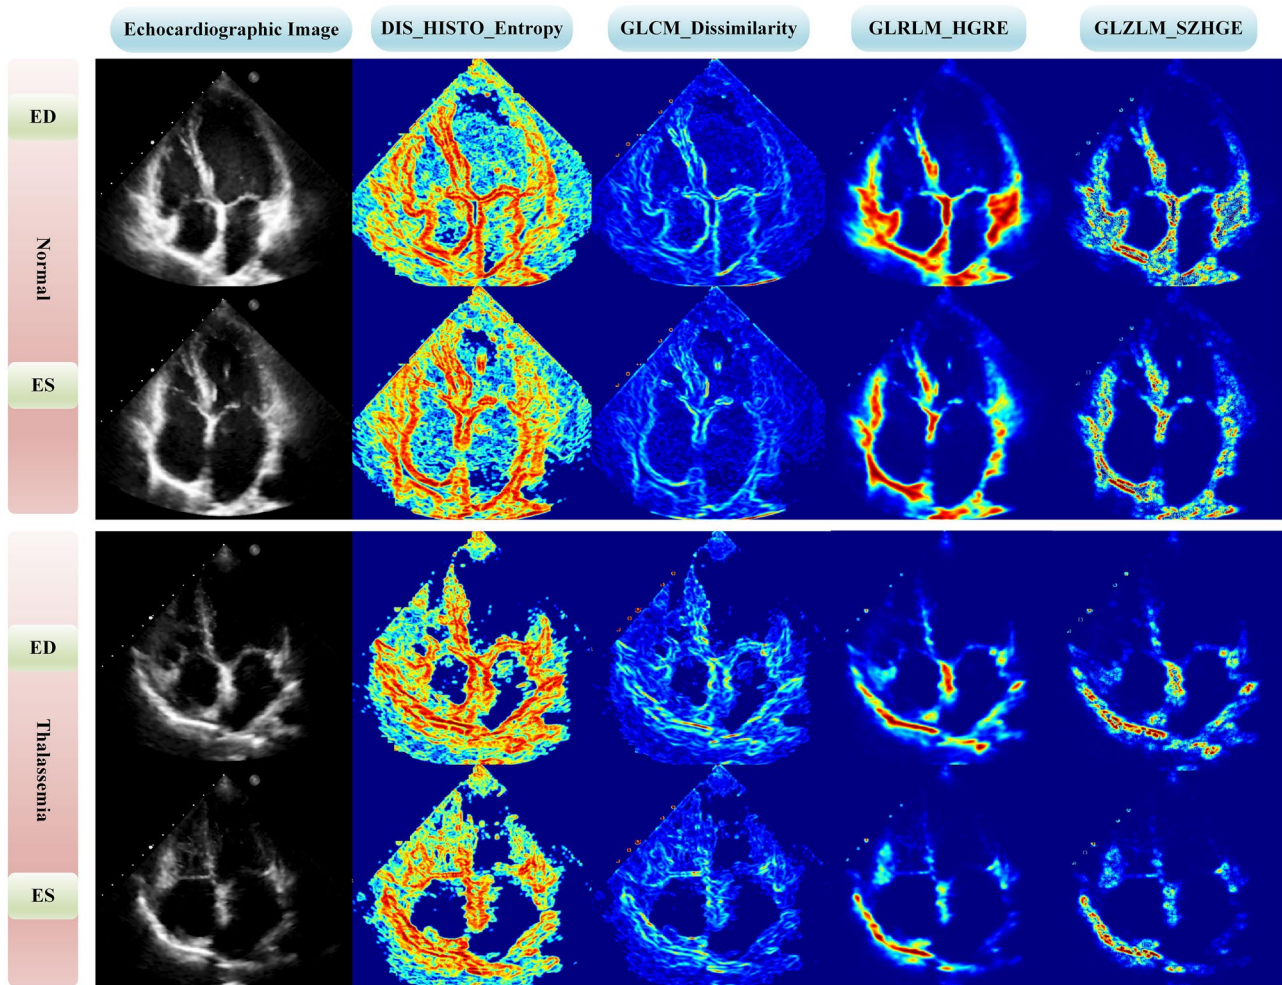 Echocardiographic Image
DIS_HISTO_Entropy
GLCM_Dissimilarity
GLRLM_HGRE
GLZLM_SZHGE
ED
Normal
ES
ED
Thalassemia
ES